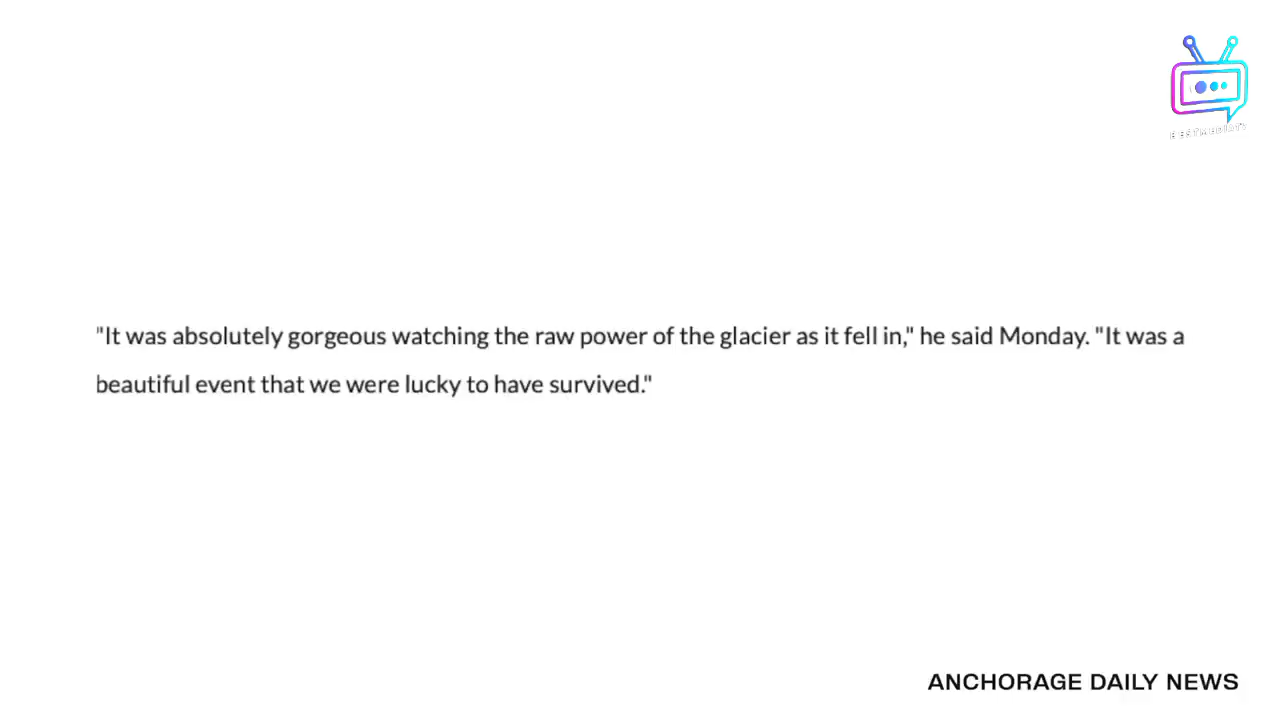 "It was absolutely gorgeous watching the raw power of the glacier as it fell in," he said Monday. "It was a
beautiful event that we were lucky to have survived."
ANCHORAGE DAILY NEWS